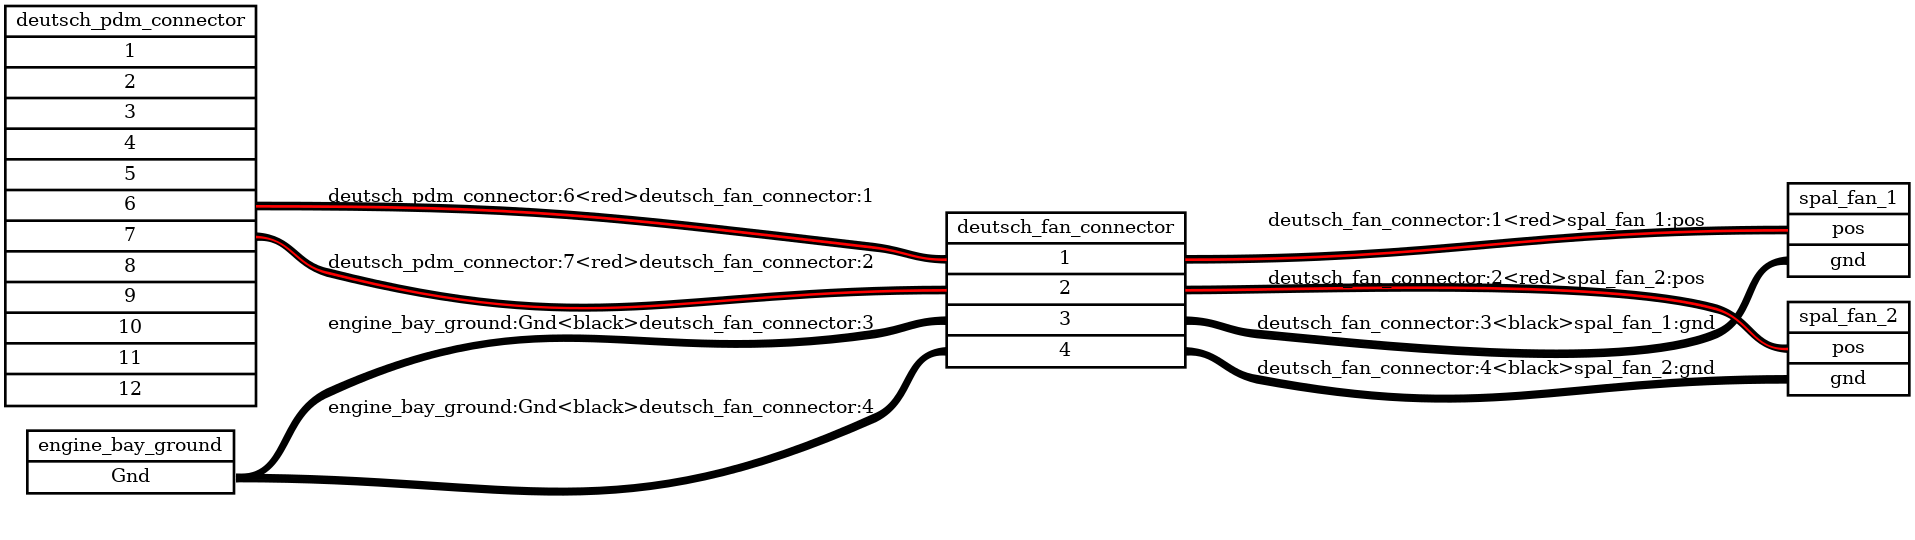 deutsch_pdm_connector
1
2
3
4
5
6
7
8
9
10
11
12
engine_bay_ground
Gnd
deutsch_pdm_connector:6<red>deutsch_fan_connector:1
deutsch_pdm_connector:7<red>deutsch_fan_connector:2
engine_bay_ground:Gnd<black>deutsch_fan_connector:3
engine_bay_ground:Gnd<black>deutsch_fan_connector:4
deutsch_fan_connector
1
2
3
4
deutsch_fan_connector:1<red>spal_fan_1:pos
deutsch_fan_connector:2<red>spal_fan_2:pos
deutsch_fan_connector:3<black>spal_fan_1:gnd
deutsch_fan_connector:4<black>spal_fan_2:gnd
spal_fan_1
pos
gnd
spal_fan_2
pos
gnd